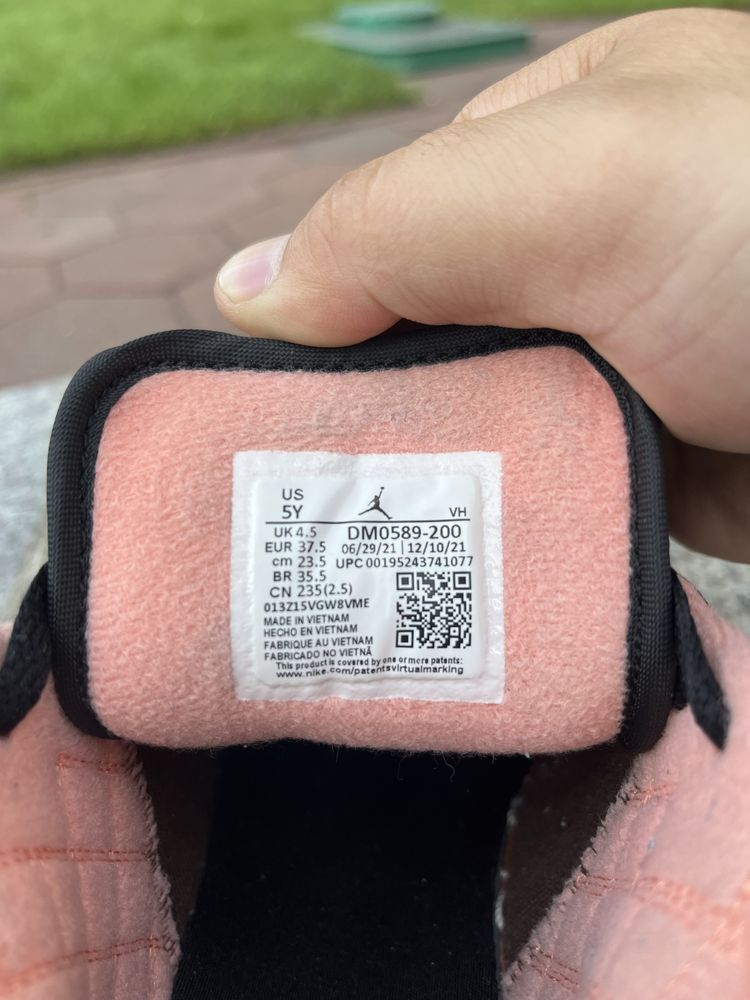 US
5Y
VH
UK 4.5
DM0589-200
EUR 37.5
06/29/21 | 12/10/21
cm 23.5
UPC 00195243741077
BR 35.5
CN 235(2.5)
013Z15VGW8VME
MADE IN VIETNAM
HECHO EN VIETNAM
FABRIQUE AU VIETNAM
FABRICADO NO VIETNÃ
This product is covered by one or more patents:
www.nike.com/patentsvirtualmarking